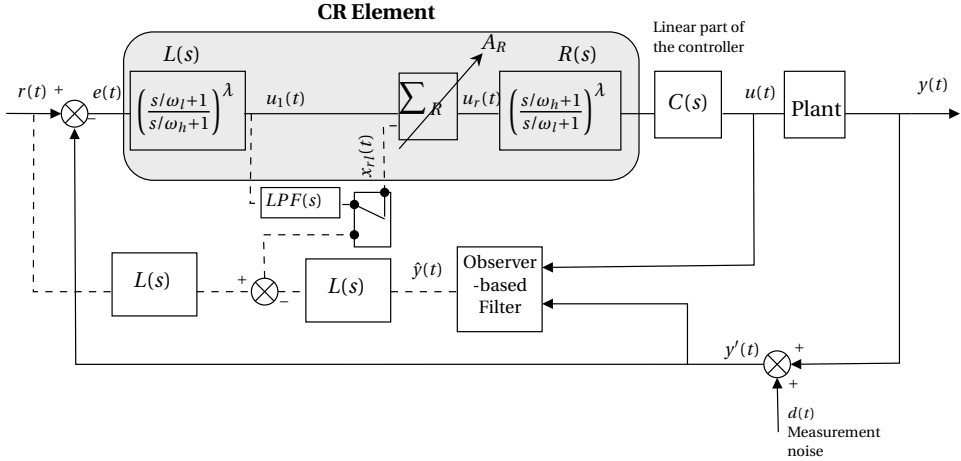 CR Element
Linear part of
the controller
L(s)
A_R
R(s)
r(t)
+
−
e(t)
((s/ω_l+1)/(s/ω_h+1))^λ
u_1(t)
∑_R
−
u_r(t)
((s/ω_h+1)/(s/ω_l+1))^λ
C(s)
u(t)
Plant
y(t)
x_rl(t)
LPF(s)
L(s)
+
−
L(s)
ŷ(t)
Observer
-based
Filter
y′(t)
+
+
d(t)
Measurement
noise